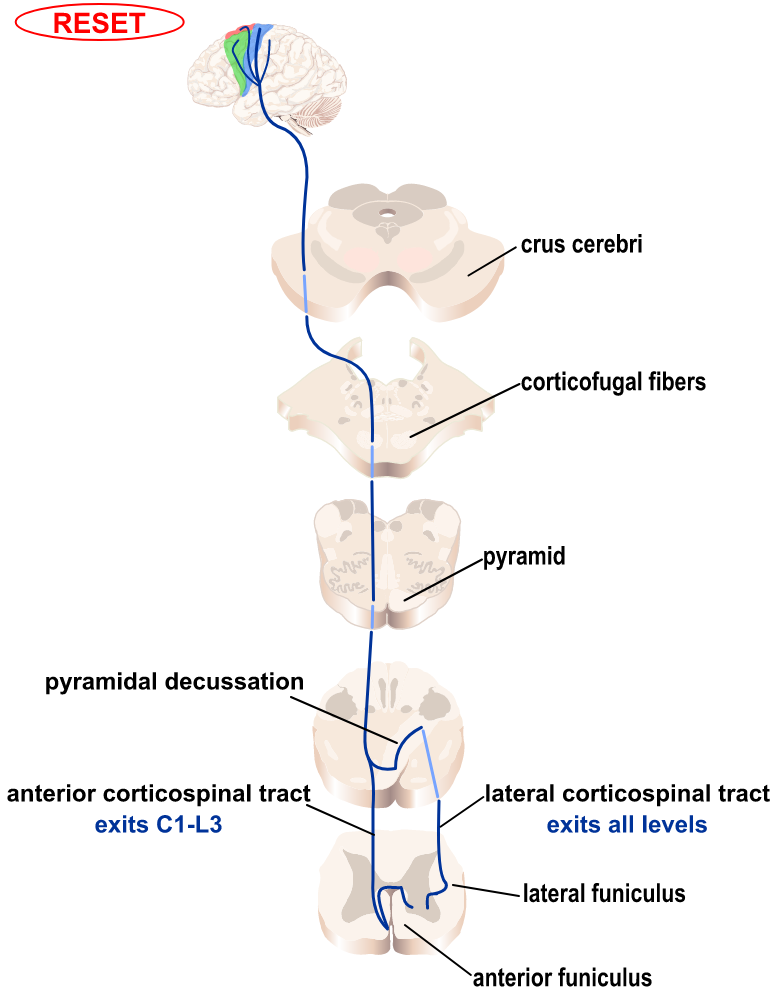 RESET
crus cerebri
corticofugal fibers
pyramid
pyramidal decussation
anterior corticospinal tract
exits C1-L3
lateral corticospinal tract
exits all levels
lateral funiculus
anterior funiculus